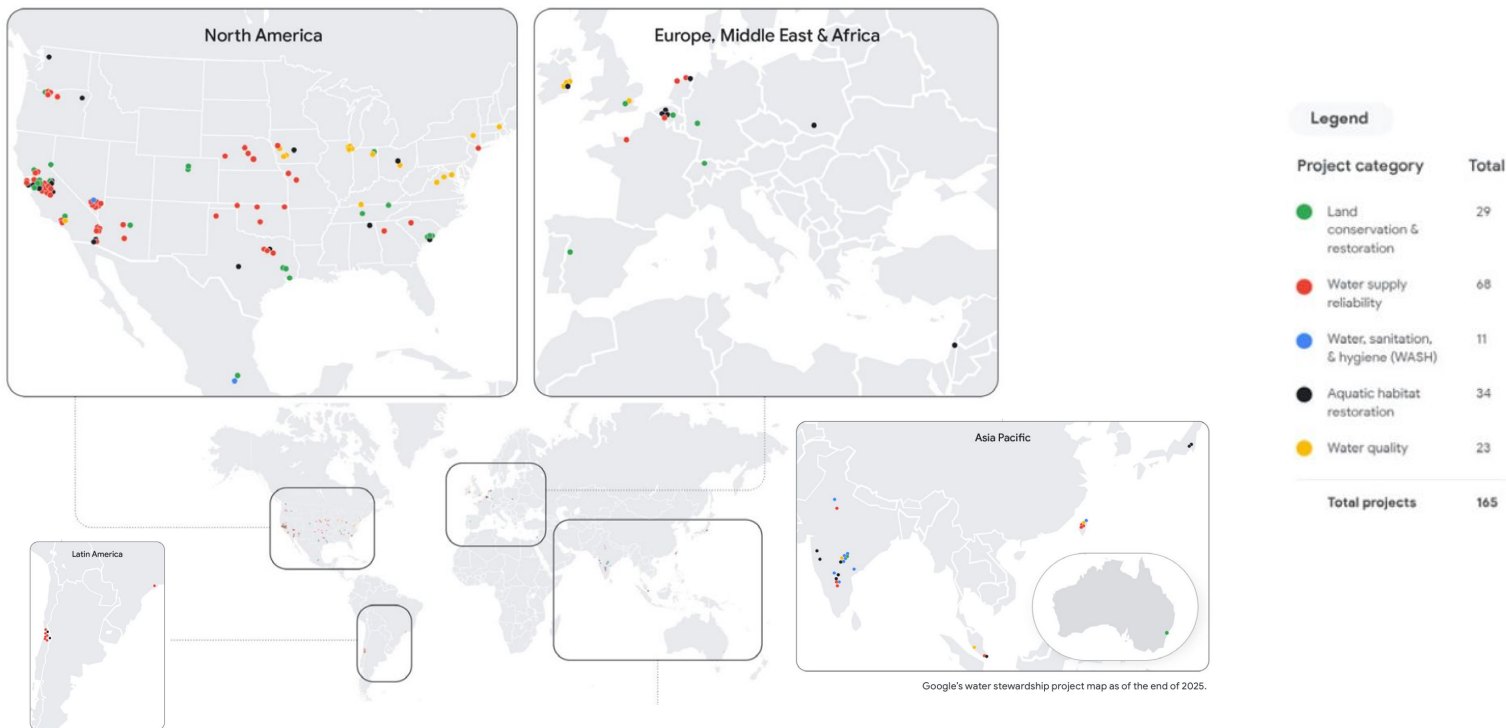 North America
Europe, Middle East & Africa
Legend
Project category Total
Land
conservation &
restoration
29
Water supply
reliability
68
Water, sanitation,
& hygiene (WASH)
11
Aquatic habitat
restoration
34
Water quality 23
Total projects 165
Asia Pacific
Latin America
Google's water stewardship project map as of the end of 2025.